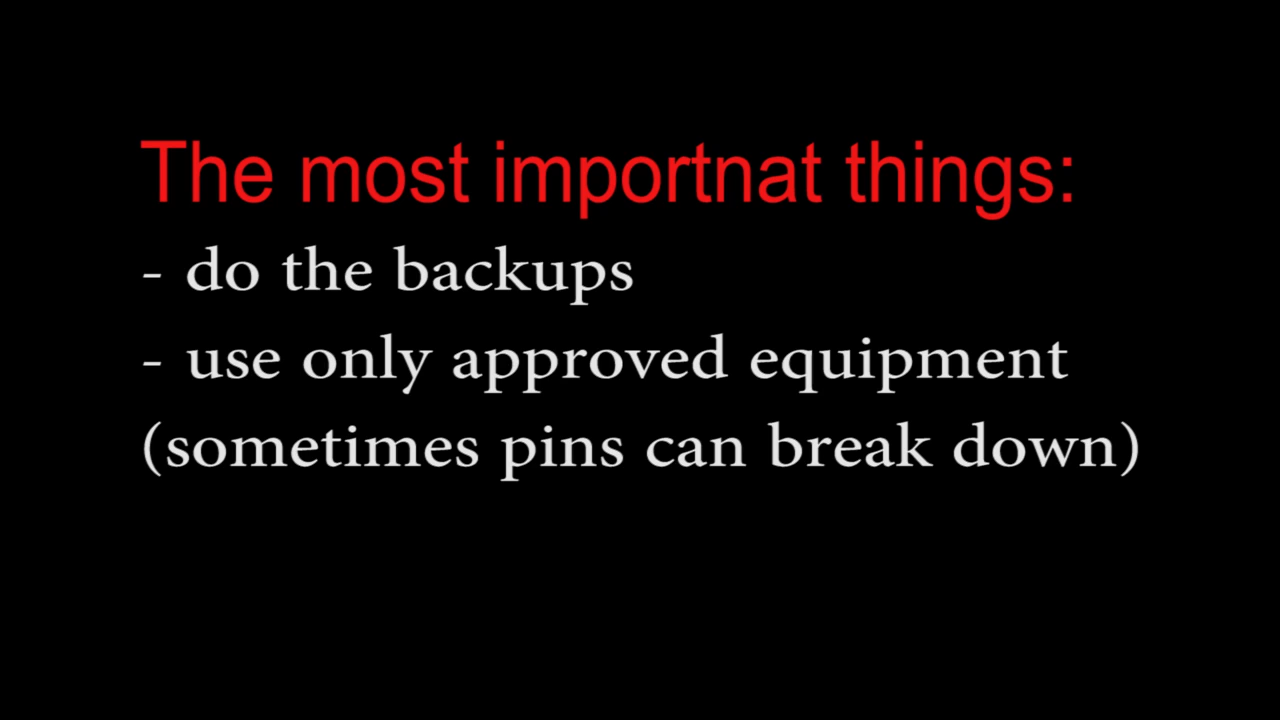 The most importnat things:
- do the backups
- use only approved equipment
(sometimes pins can break down)